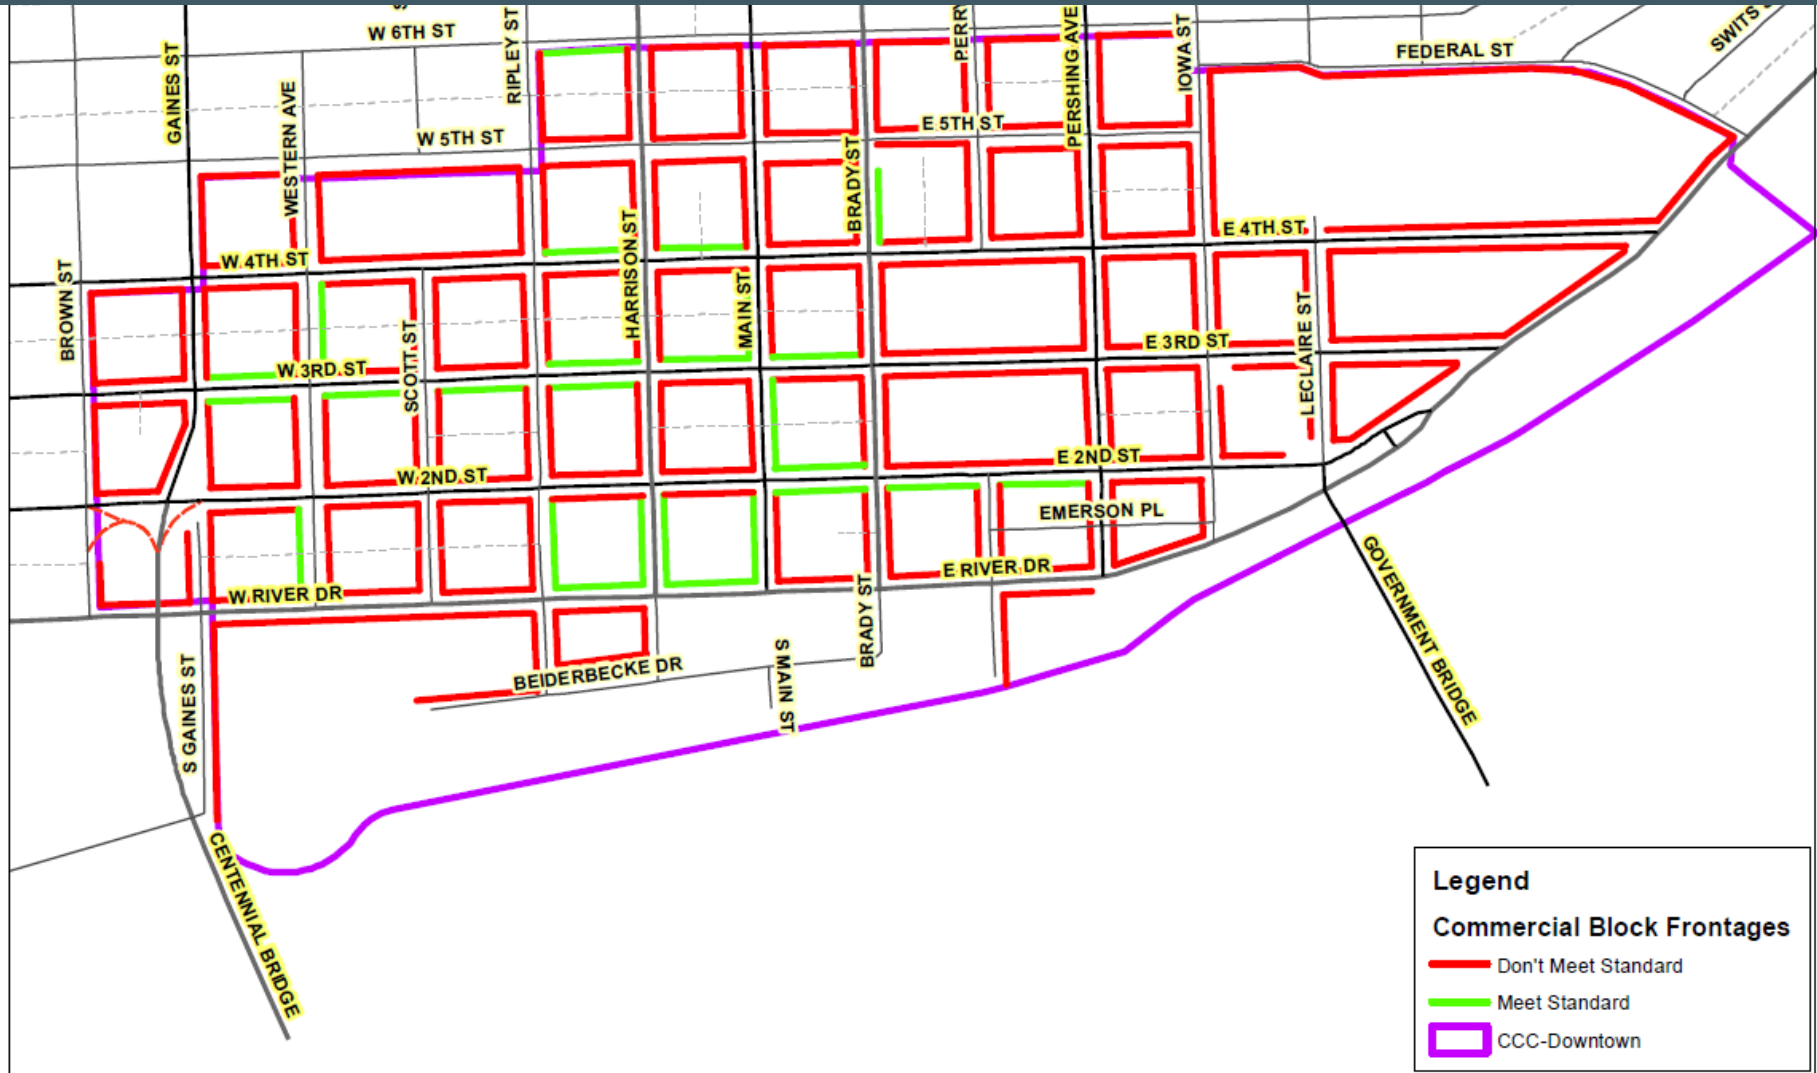 W 6TH ST
GAINES ST
RIPLEY ST
PERRY
PERSHING AVE
IOWA ST
FEDERAL ST
SWITS
WESTERN AVE
W 5TH ST
E 5TH ST
BRADY ST
W 4TH ST
E 4TH ST
BROWN ST
HARRISON ST
MAIN ST
SCOTT ST
LECLAIRE ST
W 3RD ST
E 3RD ST
W 2ND ST
E 2ND ST
EMERSON PL
W RIVER DR
E RIVER DR
GOVERNMENT BRIDGE
BRADY ST
S GAINES ST
BEIDERBECKE DR
S MAIN ST
CENTENNIAL BRIDGE
Legend
Commercial Block Frontages
Don't Meet Standard
Meet Standard
CCC-Downtown